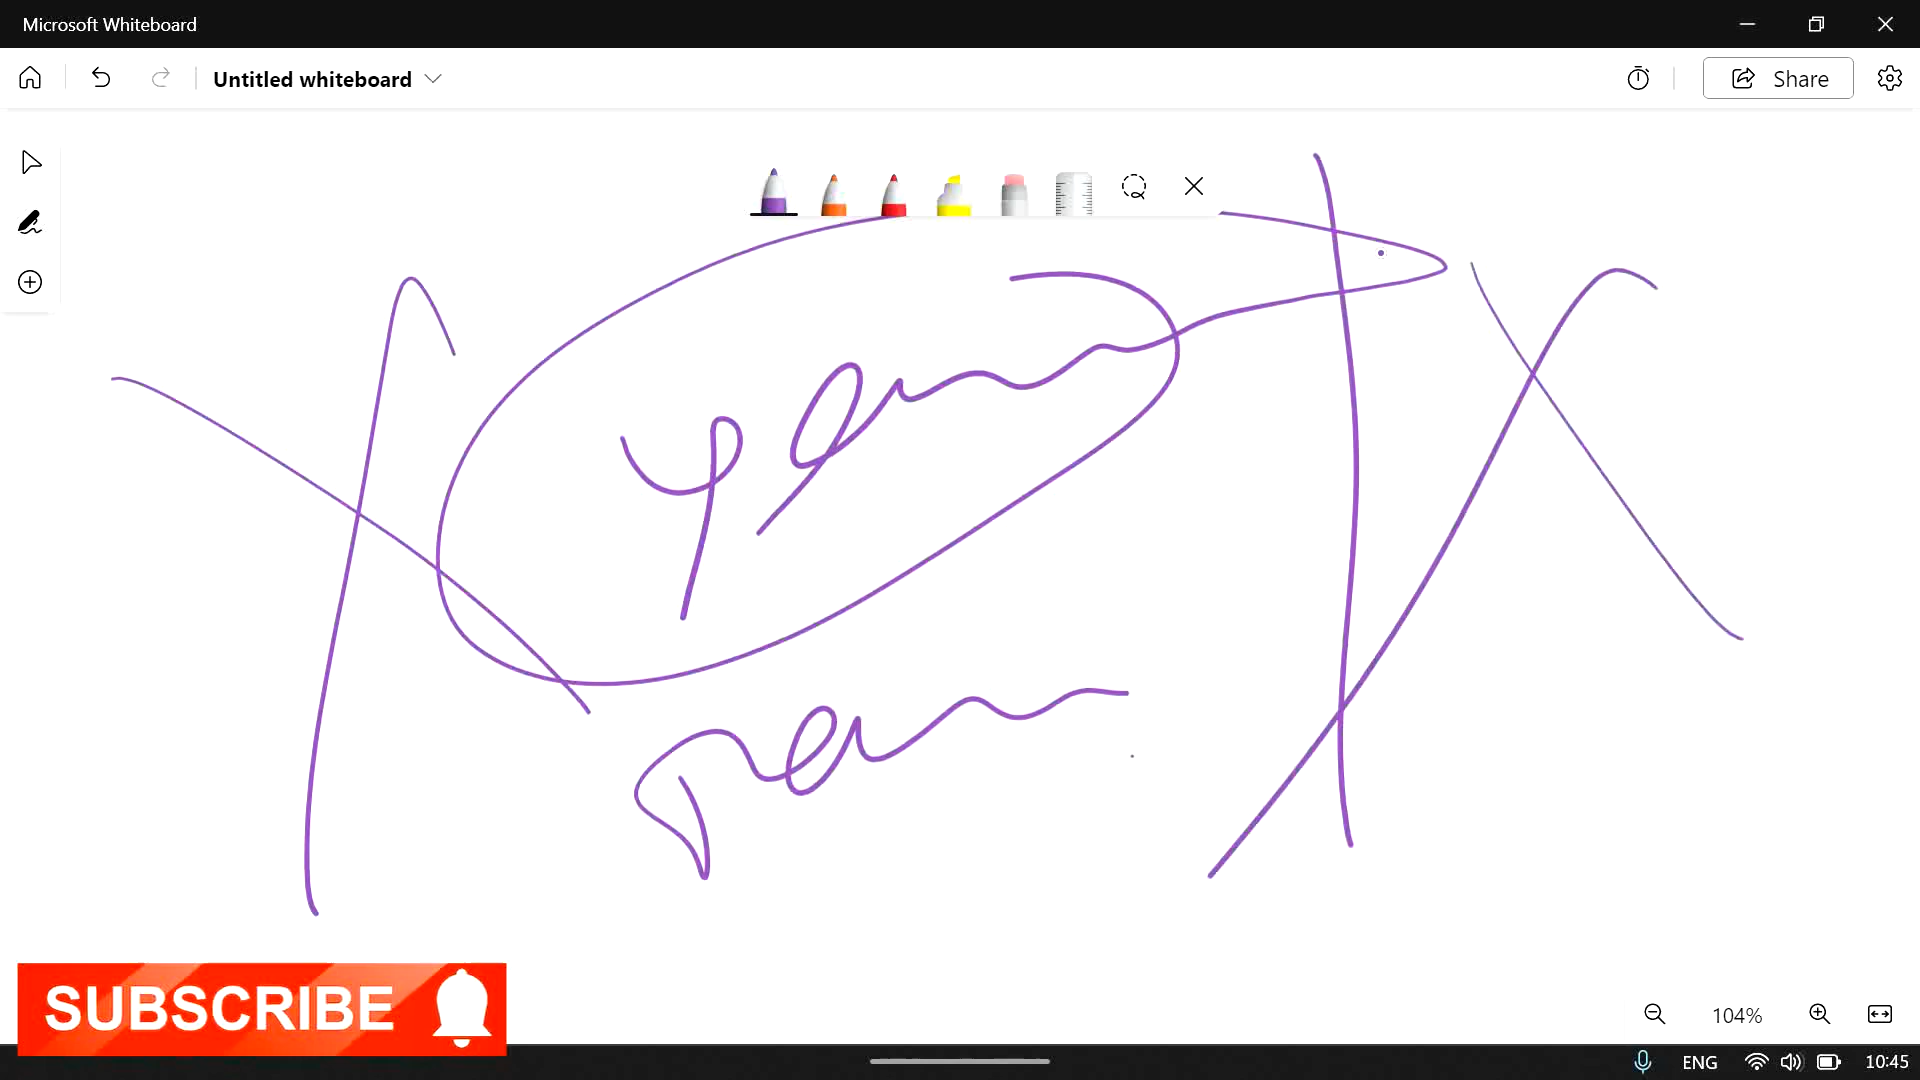 Microsoft Whiteboard
Untitled whiteboard
Share
SUBSCRIBE
104%
ENG 10:45